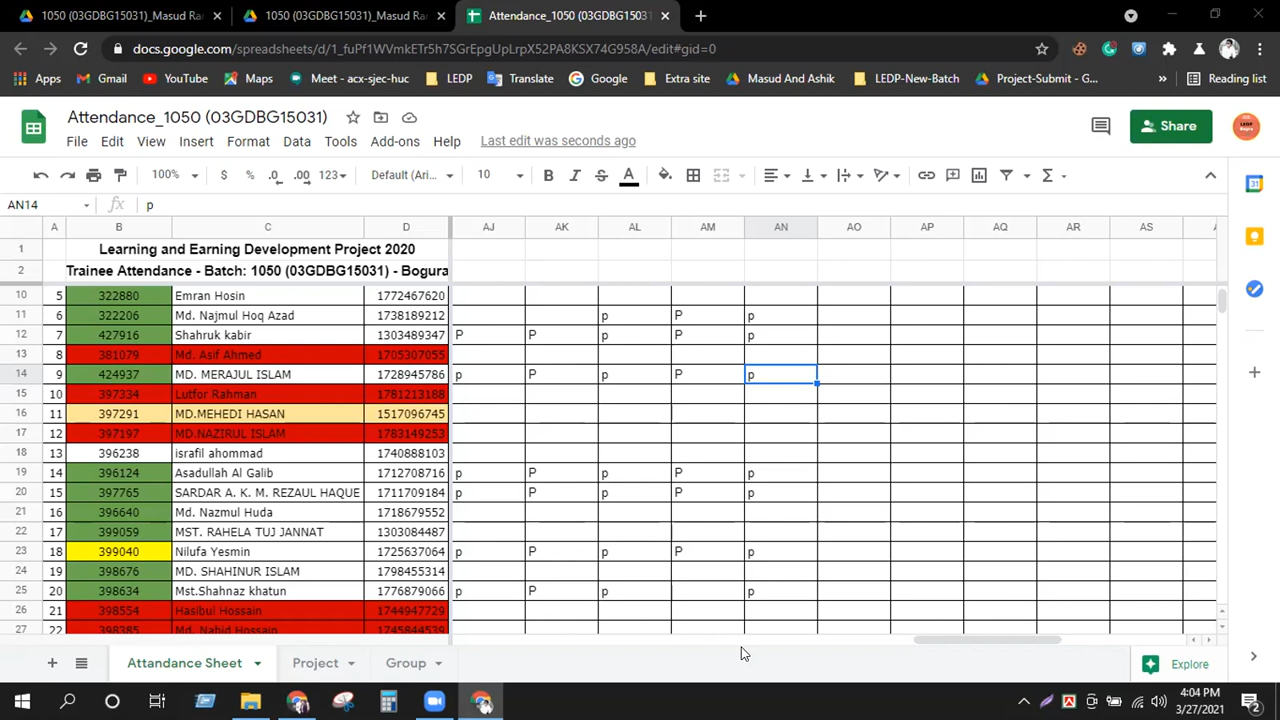 1050 (03GDBG15031)_Masud Ra
1050 (03GDBG15031)_Masud Ra
Attendance_1050 (03GDBG15031)
docs.google.com/spreadsheets/d/1_fuPf1WVmkETr5h7SGrEpgUpLrpX52PA8KSX74G958A/edit#gid=0
Apps Gmail YouTube Maps Meet - acx-sjec-huc LEDP Translate Google Extra site Masud And Ashik LEDP-New-Batch Project-Submit - G... Reading list
Attendance_1050 (03GDBG15031)
File Edit View Insert Format Data Tools Add-ons Help Last edit was seconds ago
Share
100% $ % .0 .00 123 Default (Ari... 10 B I S A
AN14 fx p
A B C D AJ AK AL AM AN AO AP AQ AR AS
1 Learning and Earning Development Project 2020
2 Trainee Attendance - Batch: 1050 (03GDBG15031) - Bogura
10 5 322880 Emran Hosin 1772467620
11 6 322206 Md. Najmul Hoq Azad 1738189212 p P p
12 7 427916 Shahruk kabir 1303489347 P P p P p
13 8 381079 Md. Asif Ahmed 1705307055
14 9 424937 MD. MERAJUL ISLAM 1728945786 p P p P p
15 10 397334 Lutfor Rahman 1781213188
16 11 397291 MD.MEHEDI HASAN 1517096745
17 12 397197 MD.NAZIRUL ISLAM 1783149253
18 13 396238 israfil ahommad 1740888103
19 14 396124 Asadullah Al Galib 1712708716 p P p P p
20 15 397765 SARDAR A. K. M. REZAUL HAQUE 1711709184 p P p P p
21 16 396640 Md. Nazmul Huda 1718679552
22 17 399059 MST. RAHELA TUJ JANNAT 1303084487
23 18 399040 Nilufa Yesmin 1725637064 p P p P p
24 19 398676 MD. SHAHINUR ISLAM 1798455314
25 20 398634 Mst.Shahnaz khatun 1776879066 p P p p
26 21 398554 Hasibul Hossain 1744947729
27 22 398385 Md. Nahid Hossain 1745844539
Attandance Sheet Project Group Explore
4:04 PM
3/27/2021